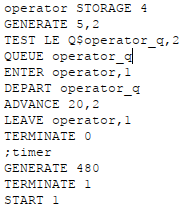 operator STORAGE 4
GENERATE 5,2
TEST LE Q$operator_q,2
QUEUE operator_q
ENTER operator,1
DEPART operator_q
ADVANCE 20,2
LEAVE operator,1
TERMINATE 0
;timer
GENERATE 480
TERMINATE 1
START 1